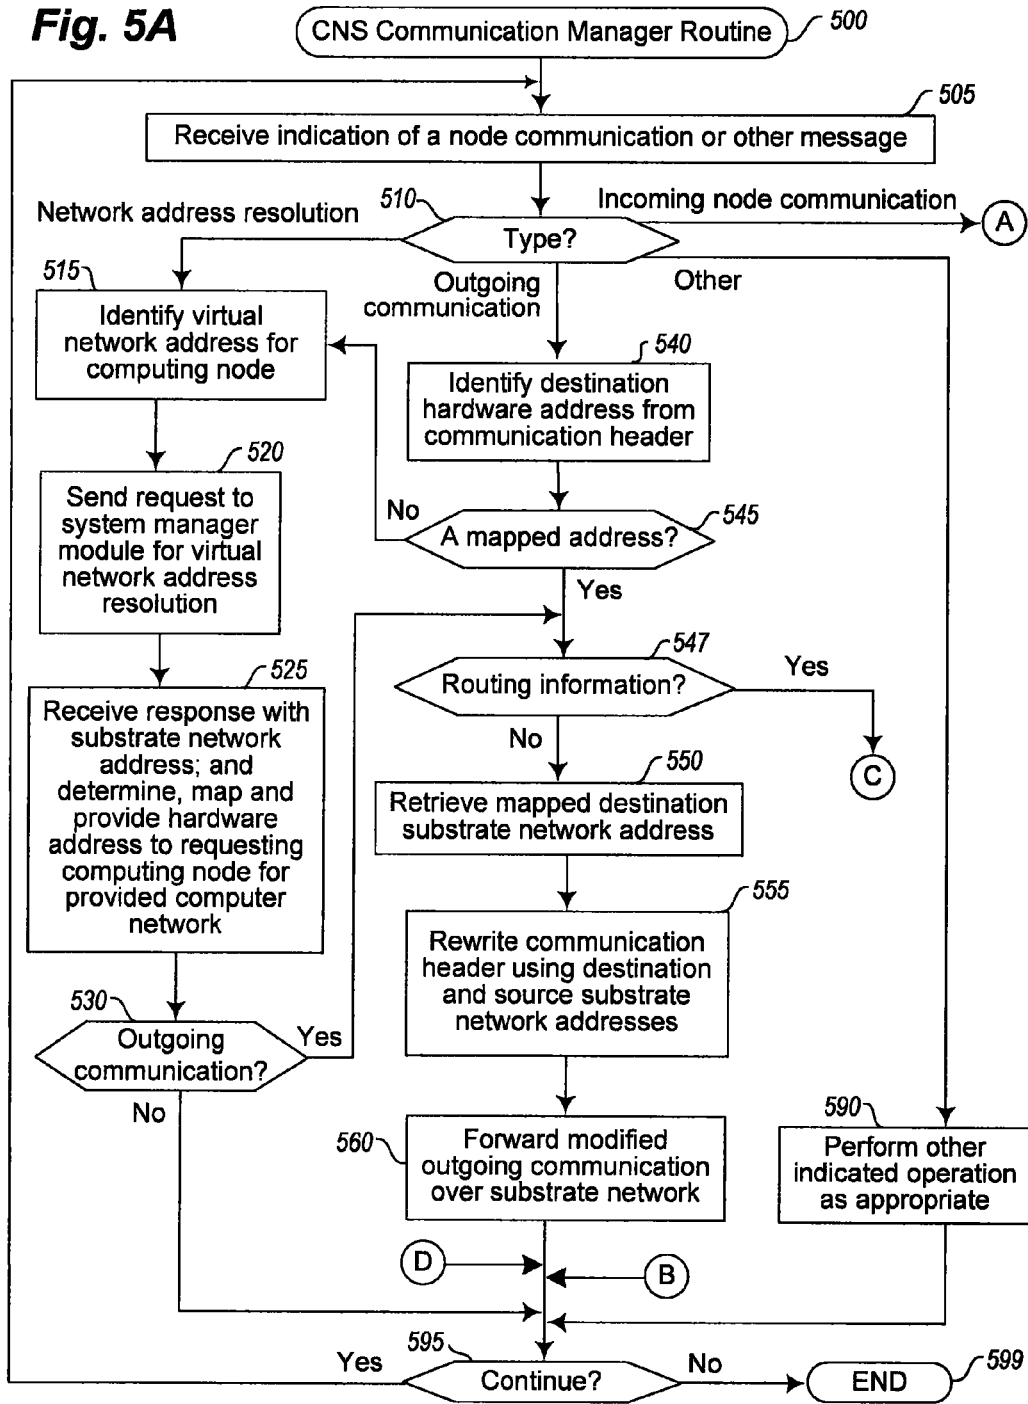 Fig. 5A
CNS Communication Manager Routine
500
505
Receive indication of a node communication or other message
Network address resolution
510
Type?
Incoming node communication
A
Outgoing
communication
Other
515
Identify virtual
network address for
computing node
540
Identify destination
hardware address from
communication header
520
Send request to
system manager
module for virtual
network address
resolution
No
A mapped address?
545
Yes
547
Routing information?
Yes
No
C
525
Receive response with
substrate network
address; and
determine, map and
provide hardware
address to requesting
computing node for
provided computer
network
550
Retrieve mapped destination
substrate network address
555
Rewrite communication
header using destination
and source substrate
network addresses
530
Outgoing
communication?
Yes
No
560
Forward modified
outgoing communication
over substrate network
590
Perform other
indicated operation
as appropriate
D
B
595
Yes
Continue?
No
END
599